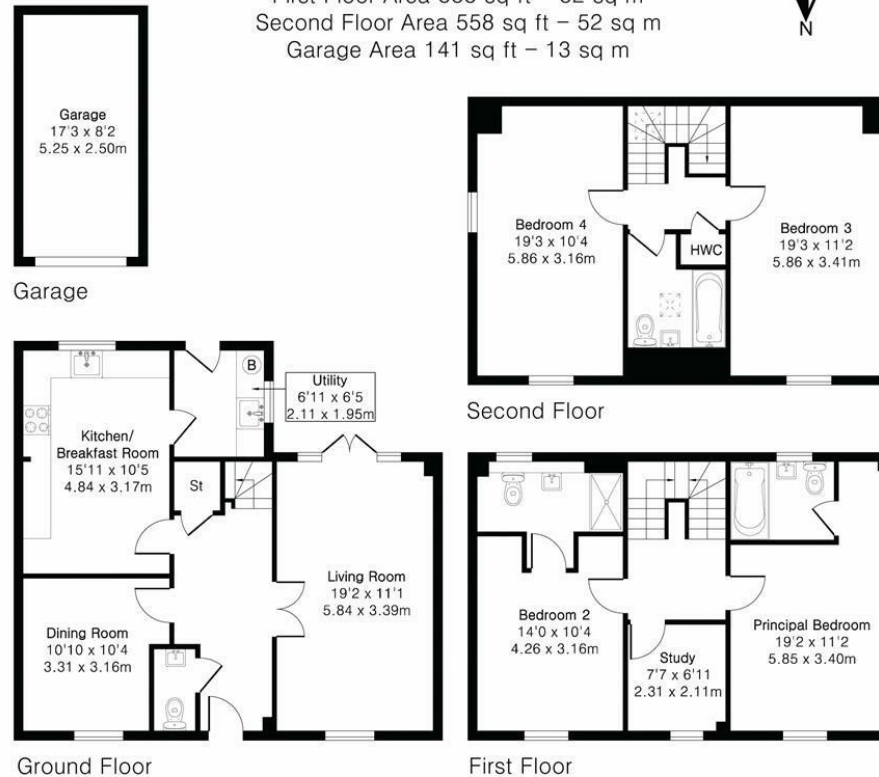 Second Floor Area 558 sq ft – 52 sq m
Garage Area 141 sq ft – 13 sq m
N
Garage
17'3 x 8'2
5.25 x 2.50m
Garage
Bedroom 4
19'3 x 10'4
5.86 x 3.16m
HWC
Bedroom 3
19'3 x 11'2
5.86 x 3.41m
Second Floor
B
Utility
6'11 x 6'5
2.11 x 1.95m
Kitchen/
Breakfast Room
15'11 x 10'5
4.84 x 3.17m
St
Living Room
19'2 x 11'1
5.84 x 3.39m
Dining Room
10'10 x 10'4
3.31 x 3.16m
Ground Floor
Bedroom 2
14'0 x 10'4
4.26 x 3.16m
Study
7'7 x 6'11
2.31 x 2.11m
Principal Bedroom
19'2 x 11'2
5.85 x 3.40m
First Floor